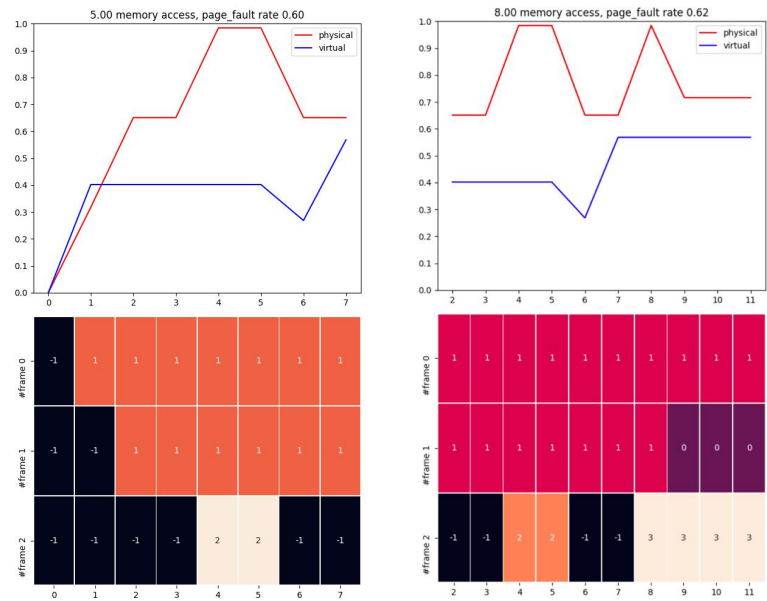 5.00 memory access, page_fault rate 0.60
1.0
0.9
0.8
0.7
0.6
0.5
0.4
0.3
0.2
0.1
0.0
physical
virtual
0 1 2 3 4 5 6 7
#frame 0
-1 1 1 1 1 1 1 1
#frame 1
-1 -1 1 1 1 1 1 1
#frame 2
-1 -1 -1 -1 2 2 -1 -1
0 1 2 3 4 5 6 7
8.00 memory access, page_fault rate 0.62
1.0
0.9
0.8
0.7
0.6
0.5
0.4
0.3
0.2
0.1
0.0
physical
virtual
2 3 4 5 6 7 8 9 10 11
#frame 0
1 1 1 1 1 1 1 1 1 1
#frame 1
1 1 1 1 1 1 1 0 0 0
#frame 2
-1 -1 2 2 -1 -1 3 3 3 3
2 3 4 5 6 7 8 9 10 11